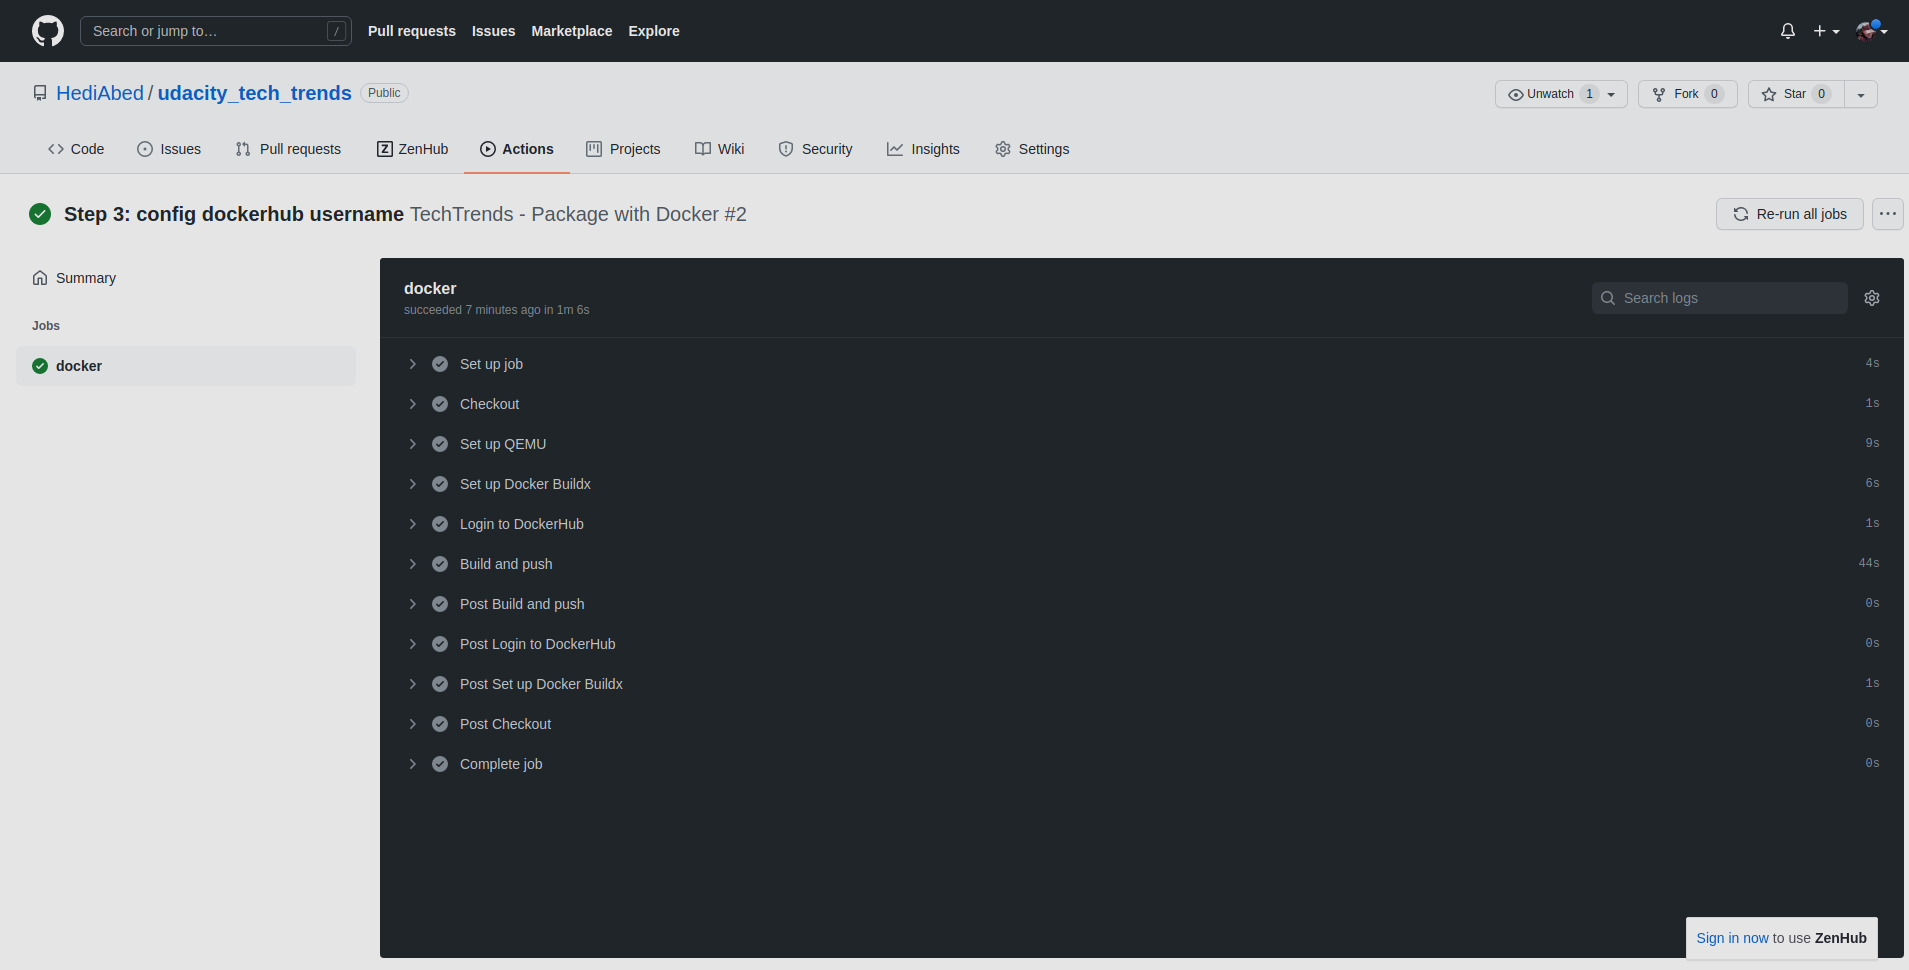 Search or jump to… / Pull requests Issues Marketplace Explore
HediAbed / udacity_tech_trends Public Unwatch 1 Fork 0 Star 0
Code Issues Pull requests ZenHub Actions Projects Wiki Security Insights Settings
Step 3: config dockerhub username TechTrends - Package with Docker #2 Re-run all jobs
Summary
Jobs
docker
docker
succeeded 7 minutes ago in 1m 6s
Search logs
Set up job 4s
Checkout 1s
Set up QEMU 9s
Set up Docker Buildx 6s
Login to DockerHub 1s
Build and push 44s
Post Build and push 0s
Post Login to DockerHub 0s
Post Set up Docker Buildx 1s
Post Checkout 0s
Complete job 0s
Sign in now to use ZenHub